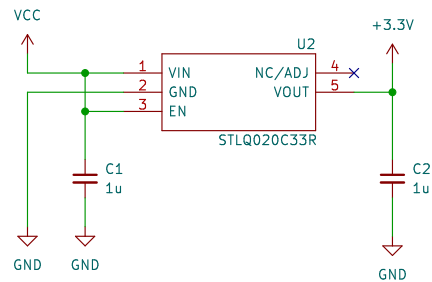 VCC
+3.3V
U2
1 VIN NC/ADJ 4
2 GND VOUT 5
3 EN
STLQ020C33R
C1
1u
C2
1u
GND GND GND